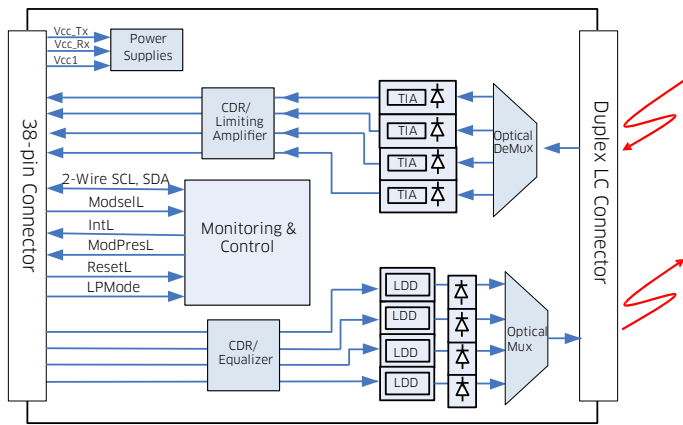 Vcc_Tx
Vcc_Rx
Vcc1
Power
Supplies
38-pin Connector
CDR/
Limiting
Amplifier
TIA
TIA
TIA
TIA
Optical
DeMux
Duplex LC Connector
2-Wire SCL, SDA
ModselL
IntL
ModPresL
ResetL
LPMode
Monitoring &
Control
CDR/
Equalizer
LDD
LDD
LDD
LDD
Optical
Mux